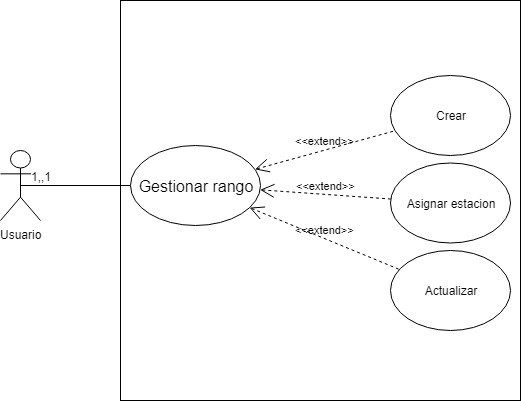 Crear
<<extend>>
1,,1
Gestionar rango
<<extend>>
Asignar estacion
Usuario
<<extend>>
Actualizar